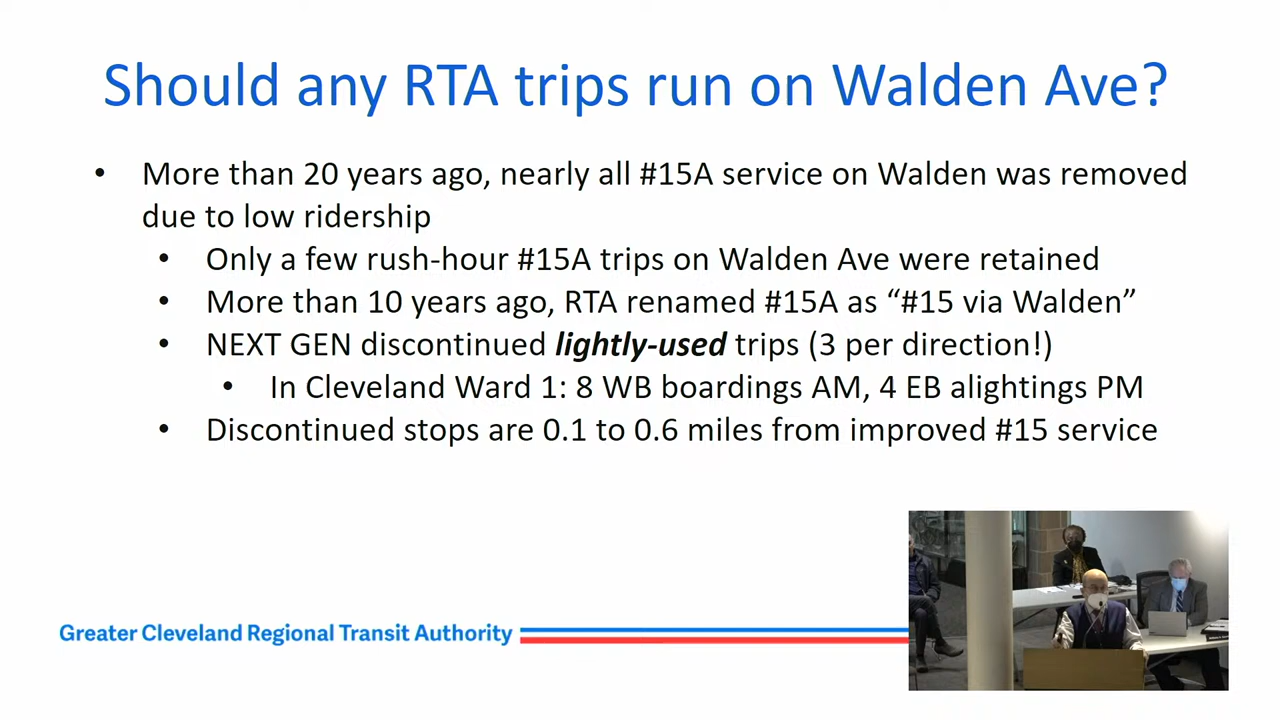 Should any RTA trips run on Walden Ave?
• More than 20 years ago, nearly all #15A service on Walden was removed
due to low ridership
• Only a few rush-hour #15A trips on Walden Ave were retained
• More than 10 years ago, RTA renamed #15A as “#15 via Walden”
• NEXT GEN discontinued lightly-used trips (3 per direction!)
• In Cleveland Ward 1: 8 WB boardings AM, 4 EB alightings PM
• Discontinued stops are 0.1 to 0.6 miles from improved #15 service
Greater Cleveland Regional Transit Authority